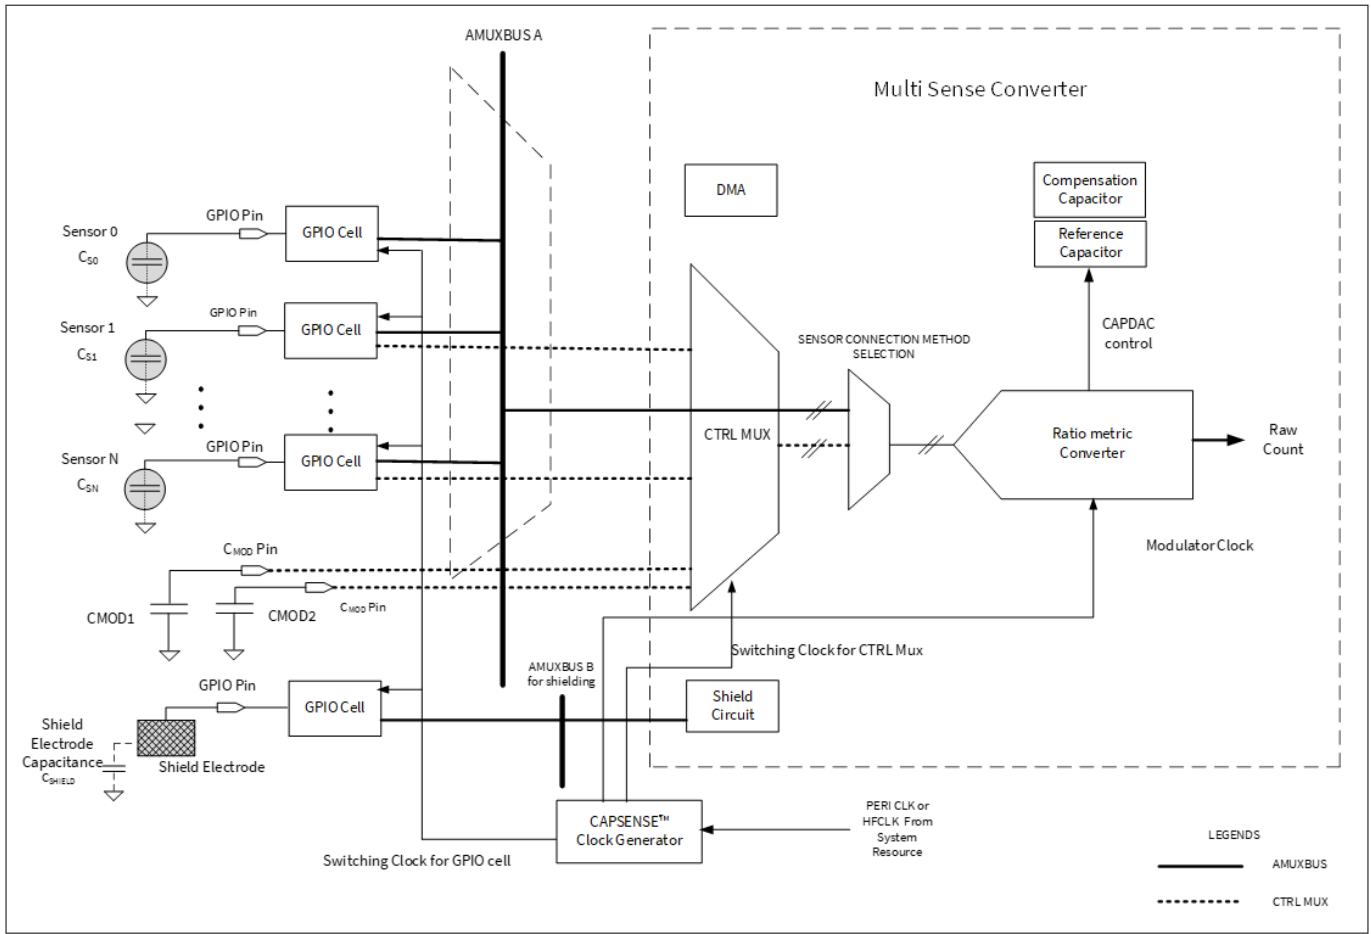 AMUXBUS A
Multi Sense Converter
DMA
Compensation
Capacitor
Reference
Capacitor
GPIO Pin
GPIO Cell
Sensor 0
CS0
GPIO Pin
GPIO Cell
Sensor 1
CS1
CAPDAC
control
SENSOR CONNECTION METHOD
SELECTION
CTRL MUX
Ratio metric
Converter
Raw
Count
GPIO Pin
GPIO Cell
Sensor N
CSN
Modulator Clock
CMOD Pin
CMOD1
CMOD Pin
CMOD2
Switching Clock for CTRL Mux
AMUXBUS B
for shielding
GPIO Pin
GPIO Cell
Shield
Circuit
Shield
Electrode
Capacitance
CSHIELD
Shield Electrode
CAPSENSE™
Clock Generator
PERI CLK or
HFCLK From
System
Resource
Switching Clock for GPIO cell
LEGENDS
AMUXBUS
CTRL MUX